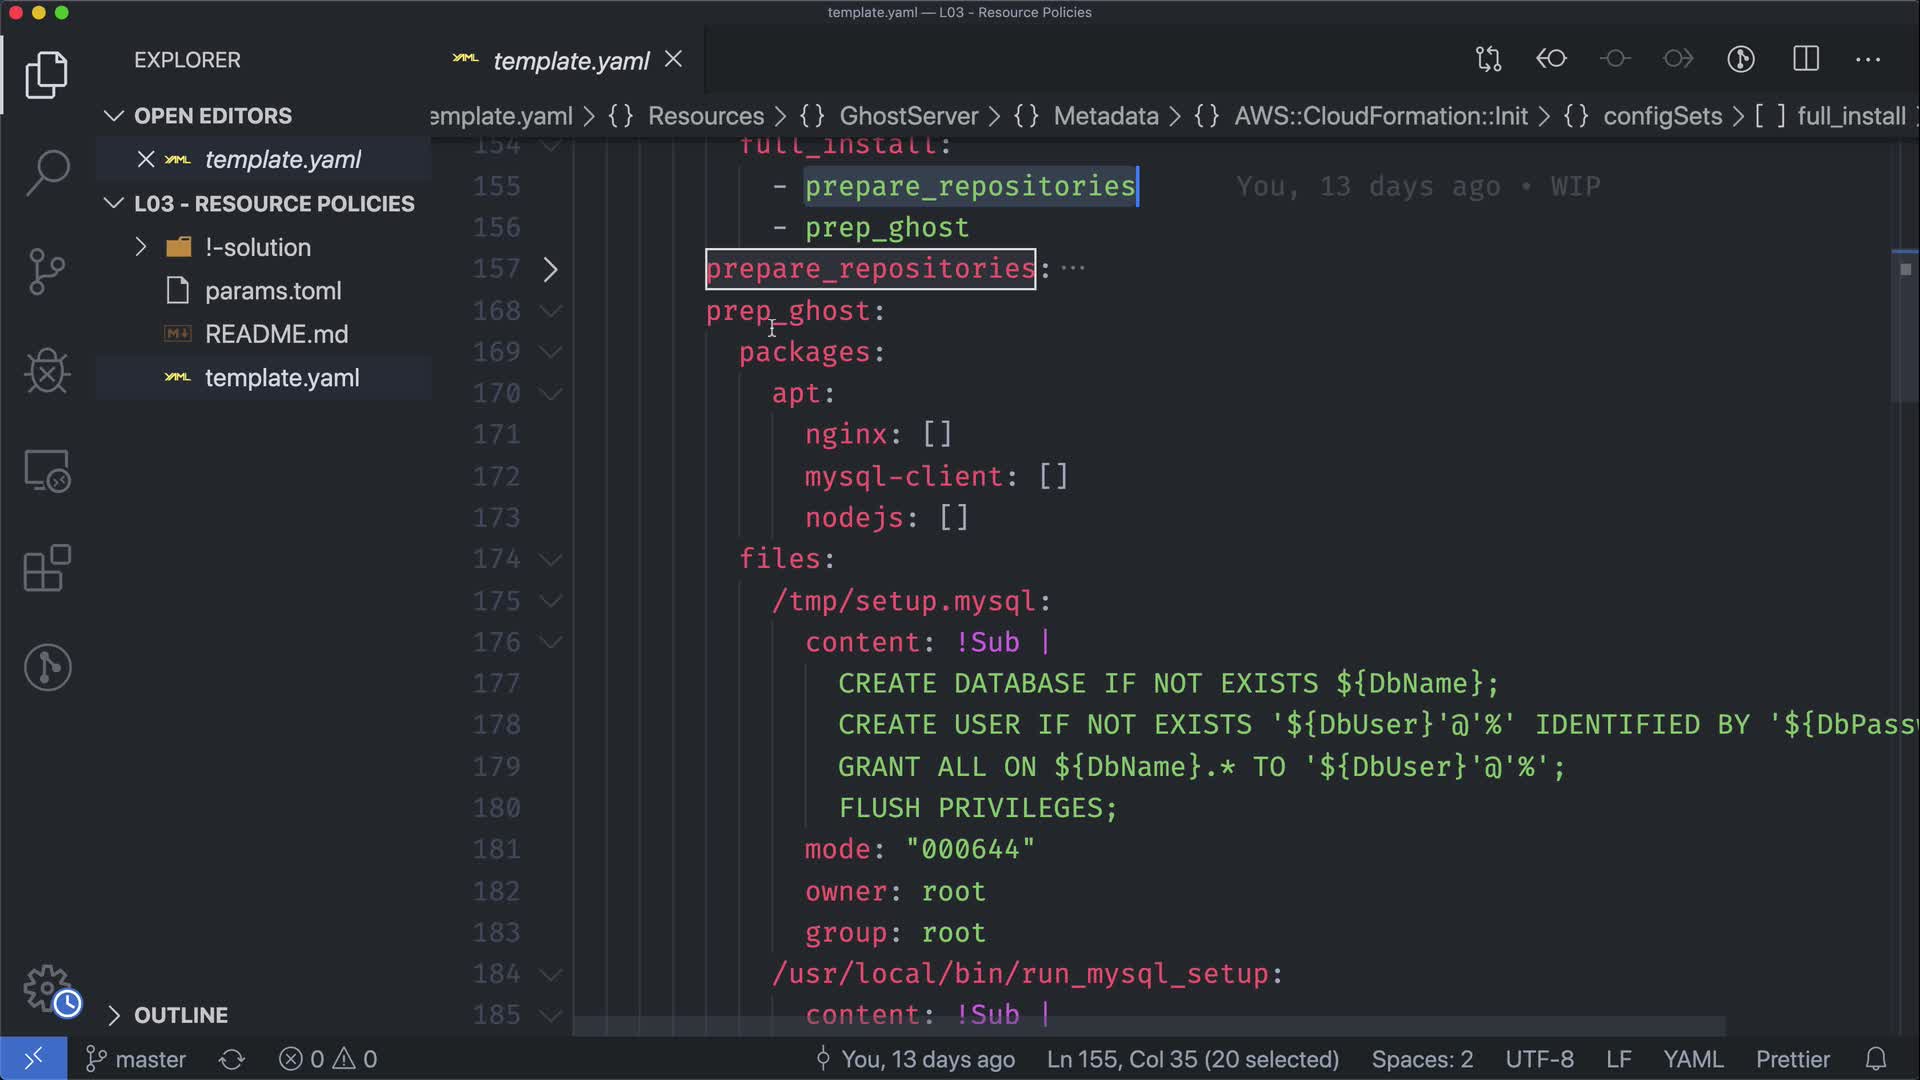 template.yaml — L03 - Resource Policies
EXPLORER
template.yaml
OPEN EDITORS
template.yaml
L03 - RESOURCE POLICIES
!-solution
params.toml
README.md
template.yaml
OUTLINE
emplate.yaml > {} Resources > {} GhostServer > {} Metadata > {} AWS::CloudFormation::Init > {} configSets > [ ] full_install
154 full_install:
155 - prepare_repositories You, 13 days ago • WIP
156 - prep_ghost
157 prepare_repositories: ...
168 prep_ghost:
169 packages:
170 apt:
171 nginx: []
172 mysql-client: []
173 nodejs: []
174 files:
175 /tmp/setup.mysql:
176 content: !Sub |
177 CREATE DATABASE IF NOT EXISTS ${DbName};
178 CREATE USER IF NOT EXISTS '${DbUser}'@'%' IDENTIFIED BY '${DbPass
179 GRANT ALL ON ${DbName}.* TO '${DbUser}'@'%';
180 FLUSH PRIVILEGES;
181 mode: "000644"
182 owner: root
183 group: root
184 /usr/local/bin/run_mysql_setup:
185 content: !Sub |
master 0 0 You, 13 days ago Ln 155, Col 35 (20 selected) Spaces: 2 UTF-8 LF YAML Prettier